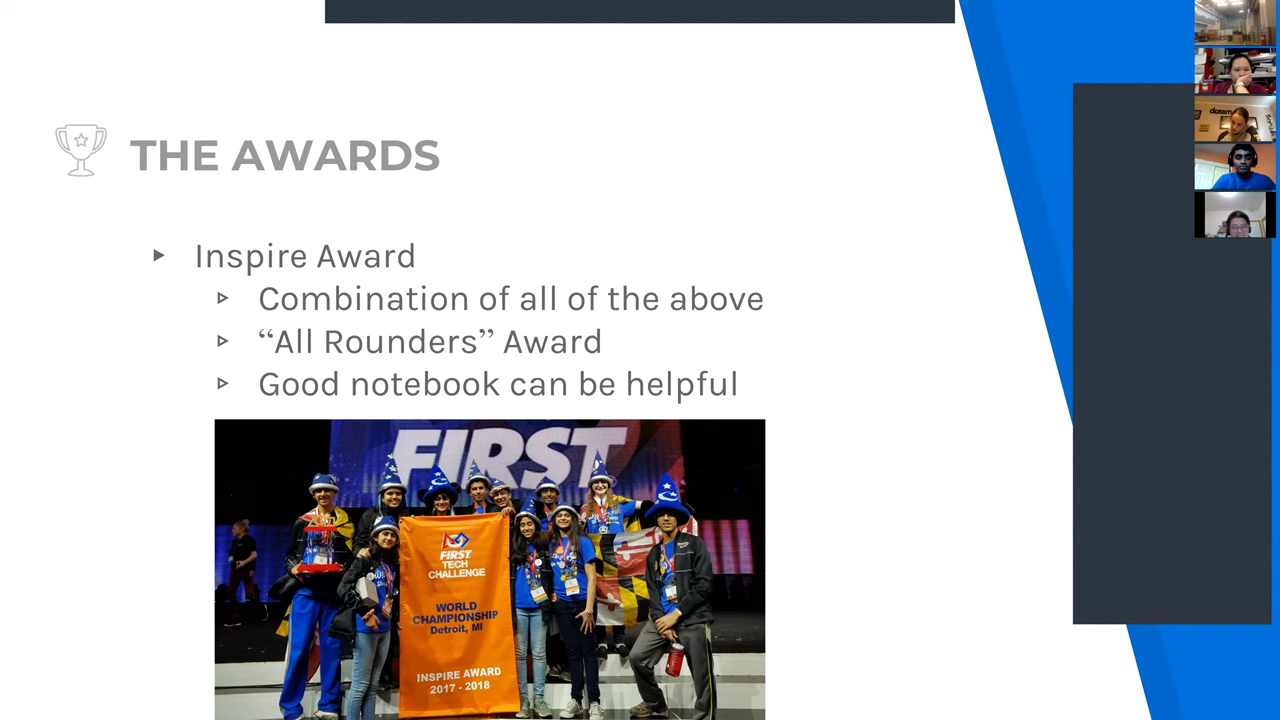 THE AWARDS
Inspire Award
Combination of all of the above
“All Rounders” Award
Good notebook can be helpful
FIRST
FIRST
TECH
CHALLENGE
WORLD
CHAMPIONSHIP
Detroit, MI
INSPIRE AWARD
2017 - 2018
dream